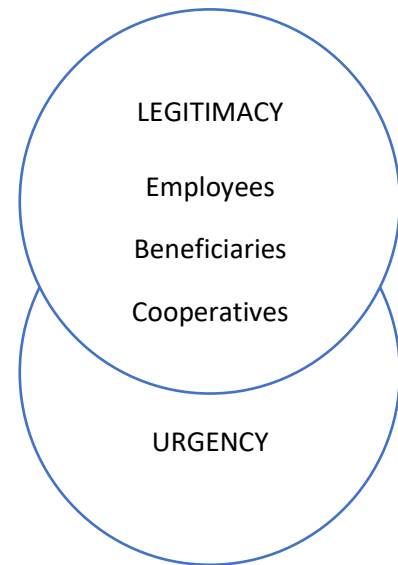 LEGITIMACY
Employees
Beneficiaries
Cooperatives
URGENCY